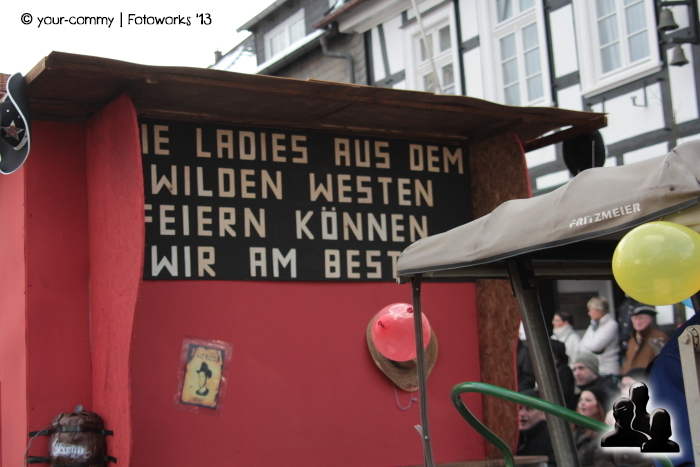 © your-commy | Fotoworks '13
IE LADIES AUS DEM
WILDEN WESTEN
FEIERN KÖNNEN
WIR AM BEST
FRITZMEIER